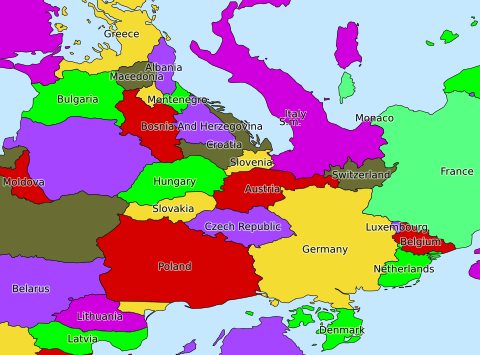 Greece
Albania
Macedonia
Bulgaria
Montenegro
Italy
S.m.
Monaco
Bosnia And Herzegovina
Croatia
Slovenia
France
Moldova
Hungary
Austria
Switzerland
Slovakia
Czech Republic
Luxembourg
Belgium
Germany
Poland
Netherlands
Belarus
Lithuania
Denmark
Latvia